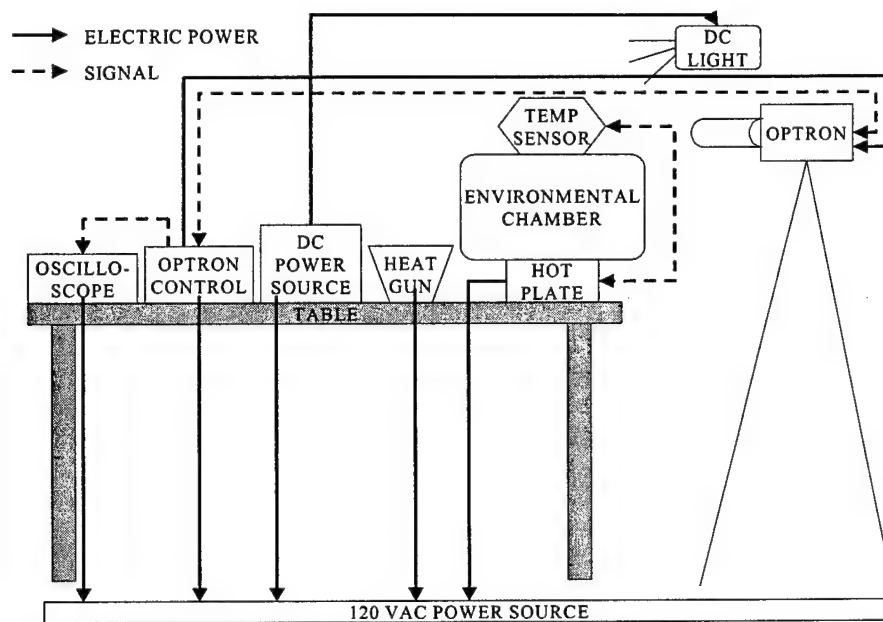 ELECTRIC POWER
SIGNAL
DC
LIGHT
TEMP
SENSOR
OPTRON
ENVIRONMENTAL
CHAMBER
OSCILLO-
SCOPE
OPTRON
CONTROL
DC
POWER
SOURCE
HEAT
GUN
HOT
PLATE
TABLE
120 VAC POWER SOURCE